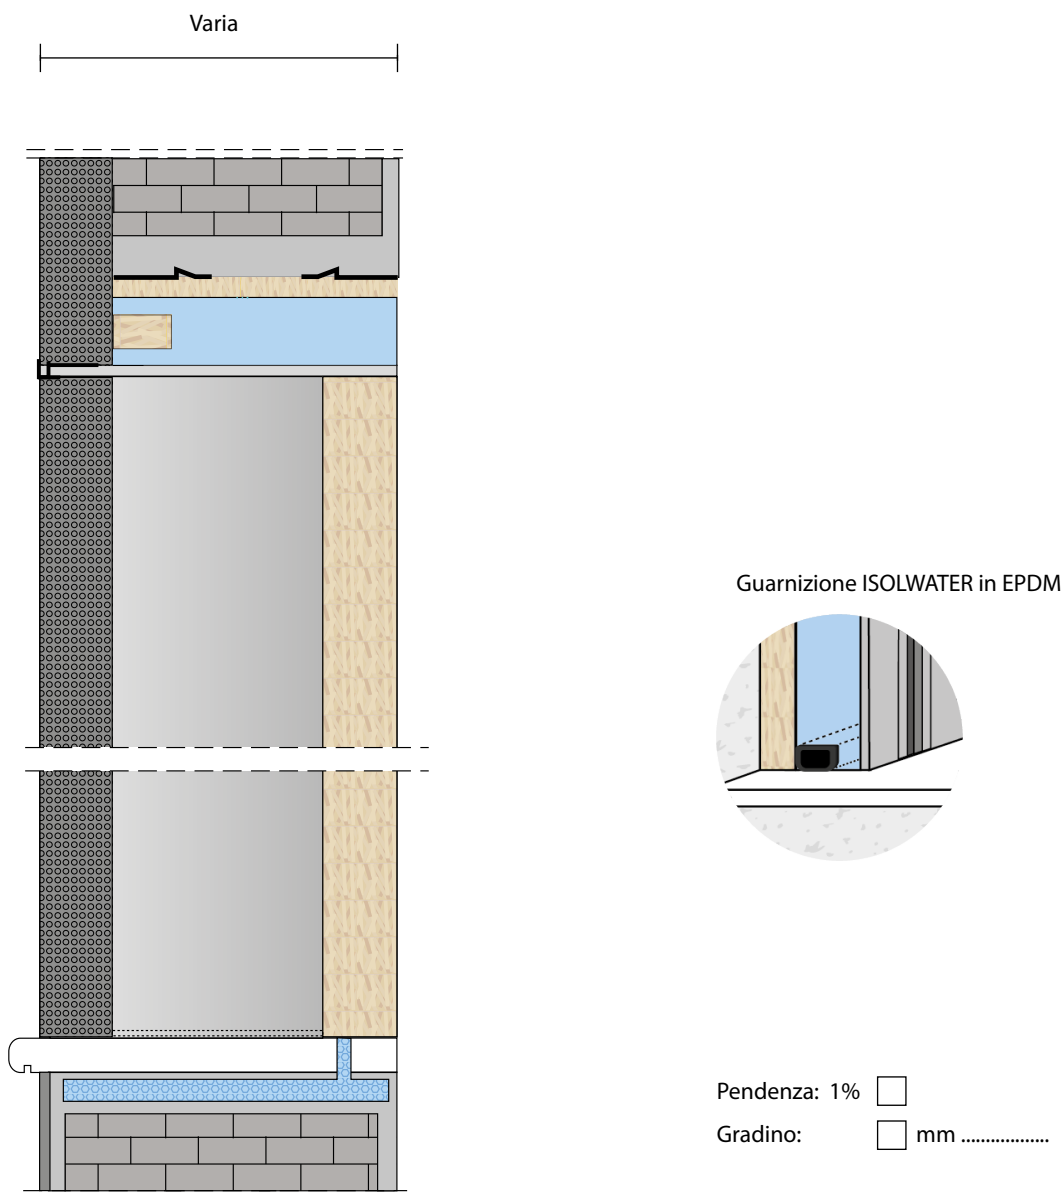 Varia
Guarnizione ISOLWATER in EPDM
Pendenza: 1%
Gradino: mm ..................